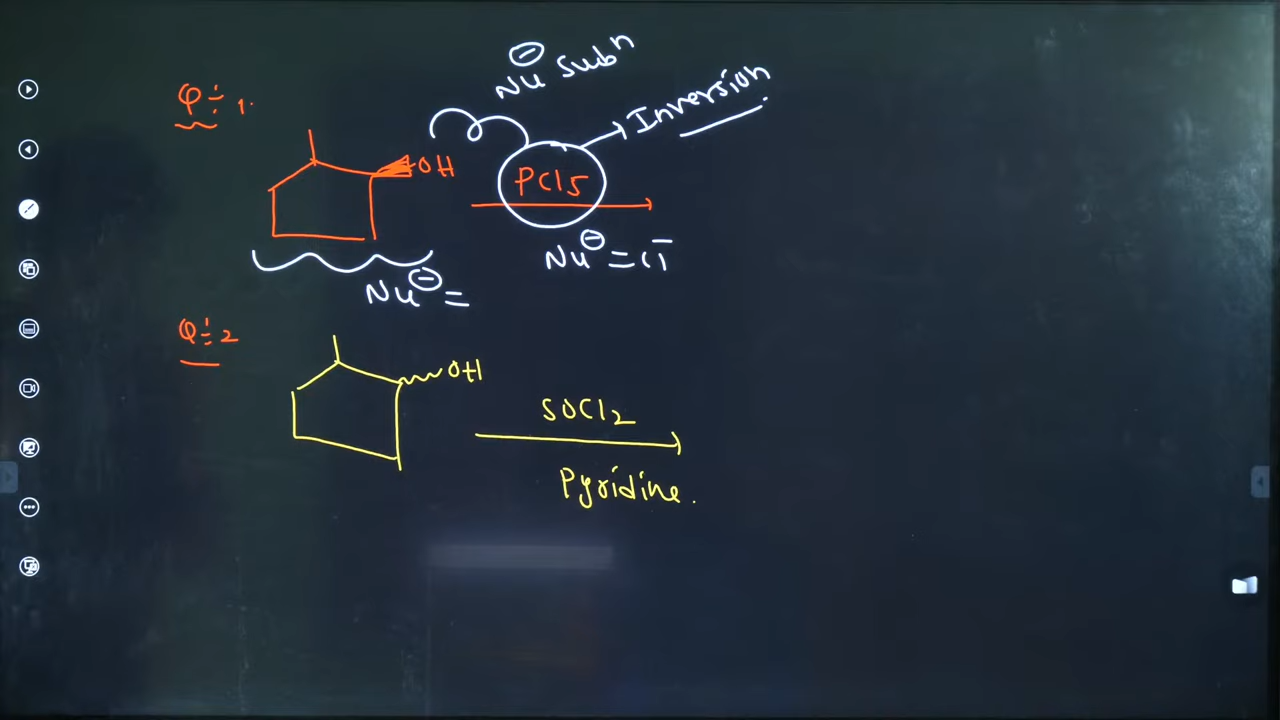 Nu⊖ Subⁿ
Q÷1.
Inversion
OH
PCl5
Nu⊖=Cl⁻
Nu⊖=
Q÷2
OH
SOCl2
Pyridine.